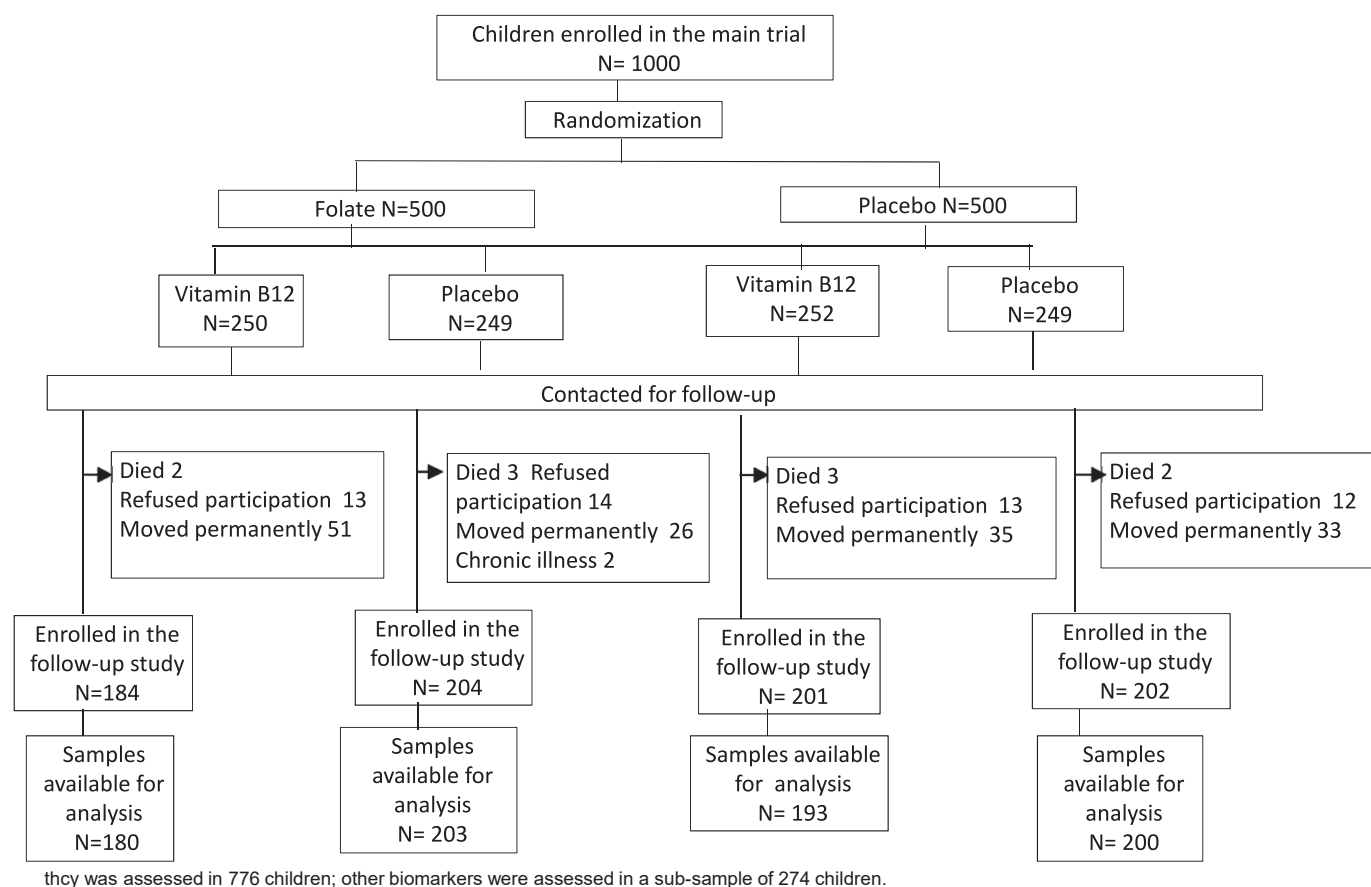 Children enrolled in the main trial
N= 1000
Randomization
Folate N=500
Placebo N=500
Vitamin B12
N=250
Placebo
N=249
Vitamin B12
N=252
Placebo
N=249
Contacted for follow-up
Died 2
Refused participation 13
Moved permanently 51
Died 3 Refused
participation 14
Moved permanently 26
Chronic illness 2
Died 3
Refused participation 13
Moved permanently 35
Died 2
Refused participation 12
Moved permanently 33
Enrolled in the
follow-up study
N=184
Enrolled in the
follow-up study
N= 204
Enrolled in the
follow-up study
N= 201
Enrolled in the
follow-up study
N= 202
Samples
available for
analysis
N=180
Samples
available for
analysis
N= 203
Samples available
for analysis
N= 193
Samples
available for
analysis
N= 200
thcy was assessed in 776 children; other biomarkers were assessed in a sub-sample of 274 children.